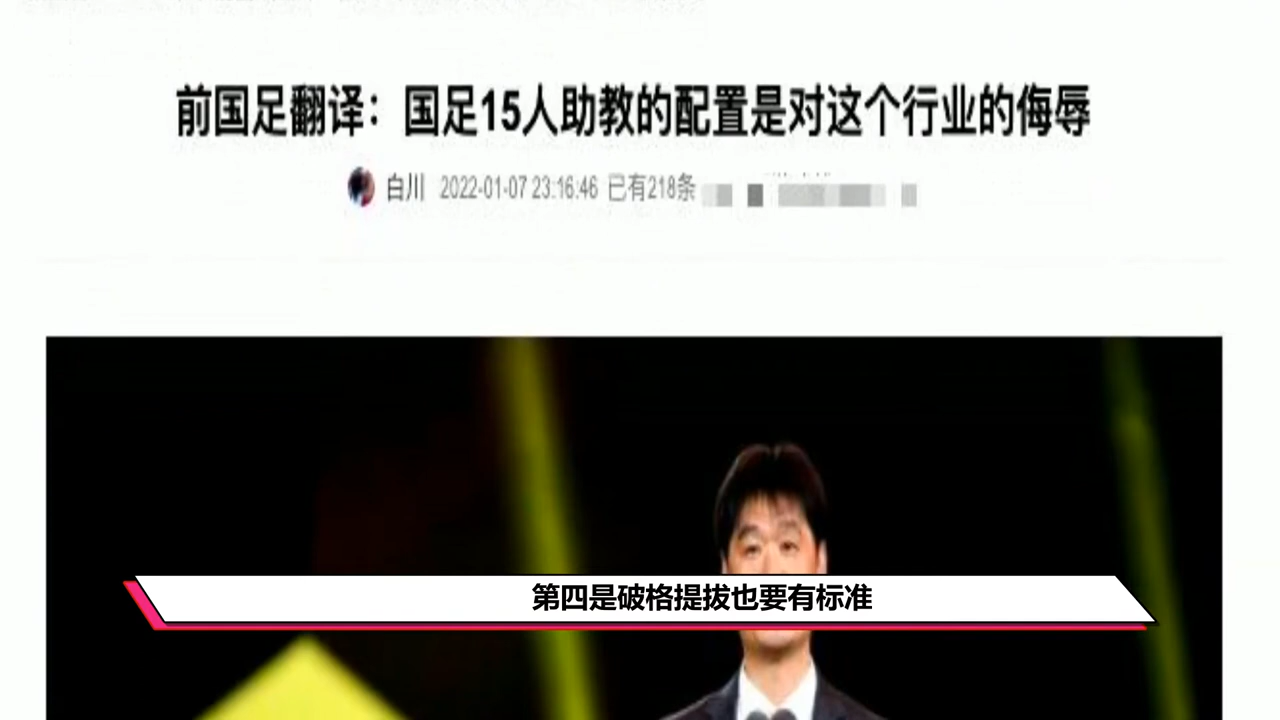 前国足翻译：国足15人助教的配置是对这个行业的侮辱
白川 2022-01-07 23:16:46 已有218条
第四是破格提拔也要有标准